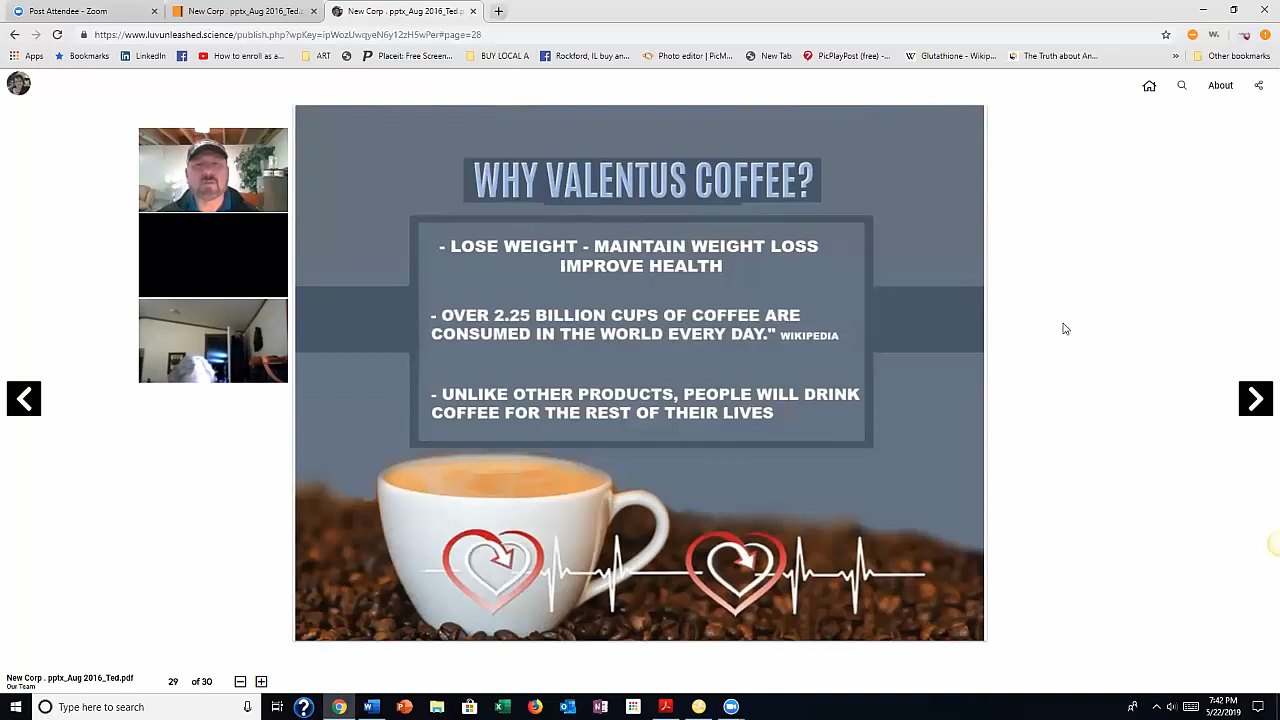 Post Attendee - Zoom
New Corp . pptx_Aug 2016_Ted.pdf
New Corp . pptx_Aug 2016_Ted.pdf
https://www.luvunleashed.science/publish.php?wpKey=ipWozUwqyeN6y12zH5wPer#page=28
Apps
Bookmarks
LinkedIn
How to enroll as a...
ART
Placeit: Free Screen...
BUY LOCAL A
Rockford, IL buy an...
Photo editor | PicM...
New Tab
PicPlayPost (free) -...
Glutathione - Wikip...
The Truth about An...
Other bookmarks
About
WHY VALENTUS COFFEE?
- LOSE WEIGHT - MAINTAIN WEIGHT LOSS
IMPROVE HEALTH
- OVER 2.25 BILLION CUPS OF COFFEE ARE
CONSUMED IN THE WORLD EVERY DAY." WIKIPEDIA
- UNLIKE OTHER PRODUCTS, PEOPLE WILL DRINK
COFFEE FOR THE REST OF THEIR LIVES
New Corp . pptx_Aug 2016_Ted.pdf
Our Team
29 of 30
Type here to search
7:42 PM
5/22/2019